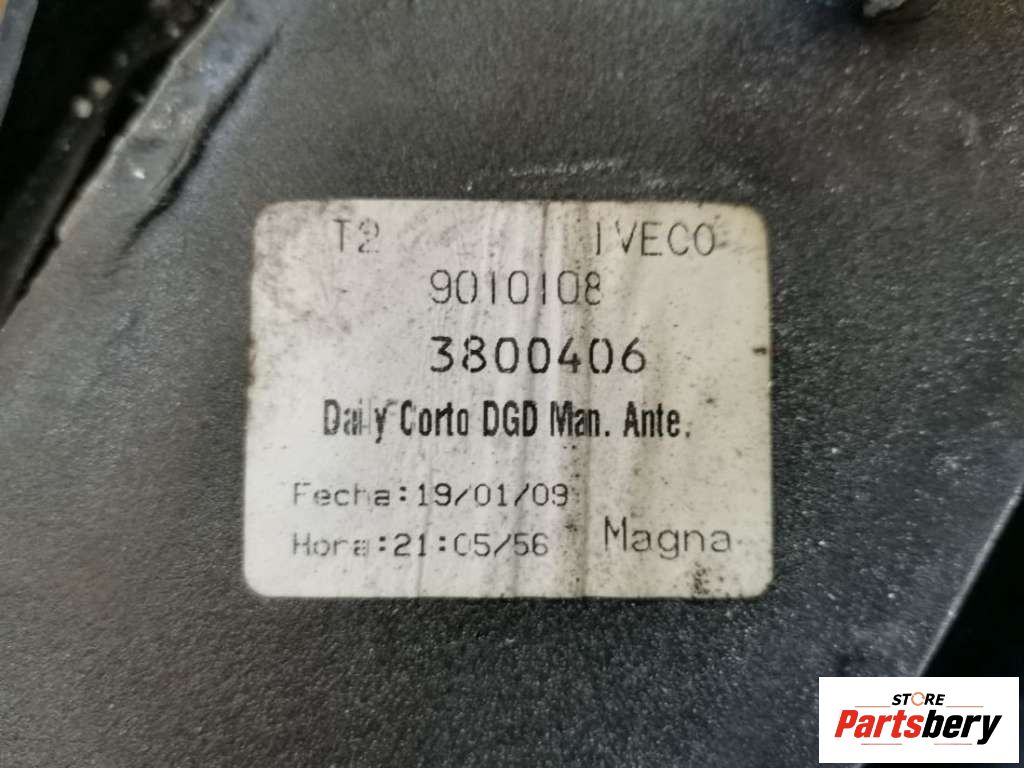 T2 IVECO
9010108
3800406
Daily Corto DGD Man. Ante.
Fecha:19/01/09
Hora:21:05/56 Magna
STORE
Partsbery